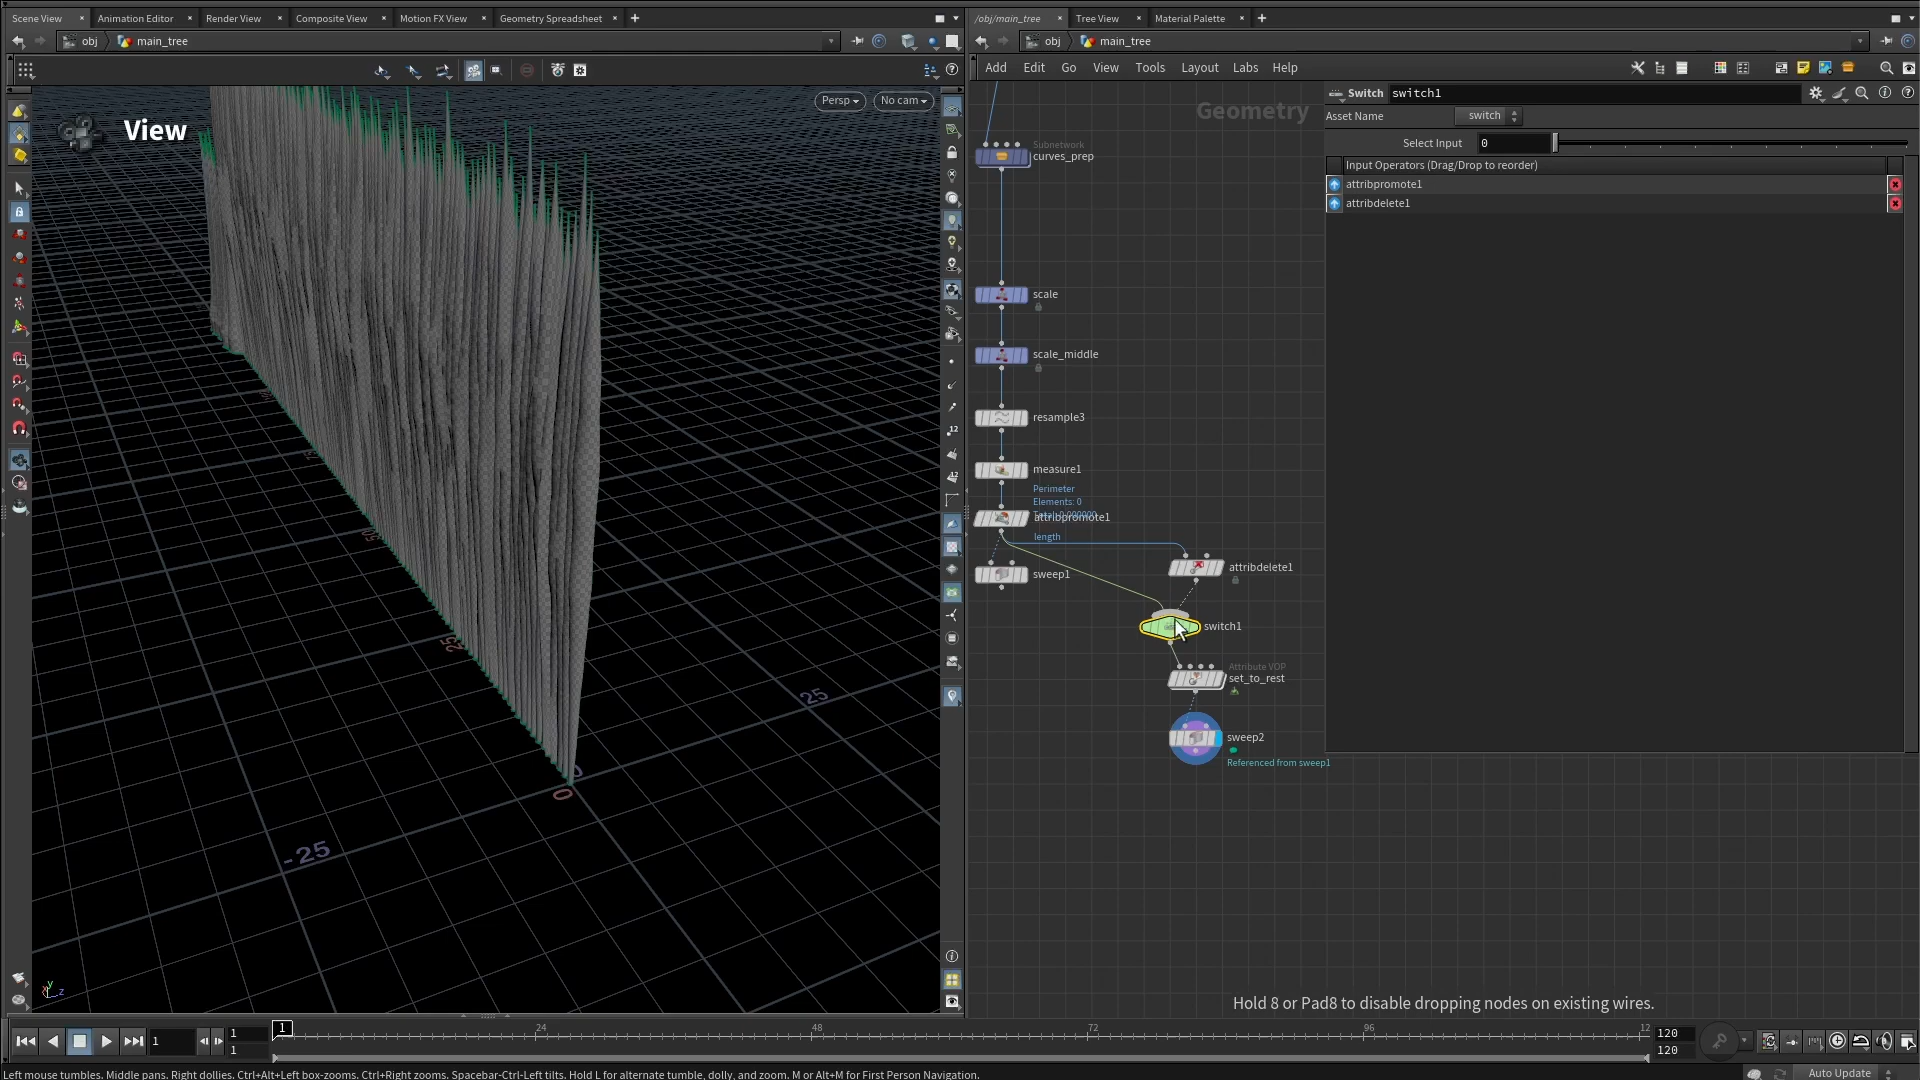 Scene View
Animation Editor
Render View
Composite View
Motion FX View
Geometry Spreadsheet
obj
main_tree
Persp
No cam
View
25
25
50
-25
0
0
y
z
/obj/main_tree
Tree View
Material Palette
obj
main_tree
Add
Edit
Go
View
Tools
Layout
Labs
Help
Geometry
Subnetwork
curves_prep
scale
scale_middle
resample3
measure1
Perimeter
Elements: 0
attribpromote1
length
sweep1
attribdelete1
switch1
Attribute VOP
set_to_rest
sweep2
Referenced from sweep1
Switch
switch1
Asset Name
switch
Select Input
0
Input Operators (Drag/Drop to reorder)
attribpromote1
attribdelete1
Hold 8 or Pad8 to disable dropping nodes on existing wires.
1
1
1
1
24
48
72
96
12
120
120
Left mouse tumbles. Middle pans. Right dollies. Ctrl+Alt+Left box-zooms. Ctrl+Right zooms. Spacebar-Ctrl-Left tilts. Hold L for alternate tumble, dolly, and zoom. M or Alt+M for First Person Navigation.
Auto Update